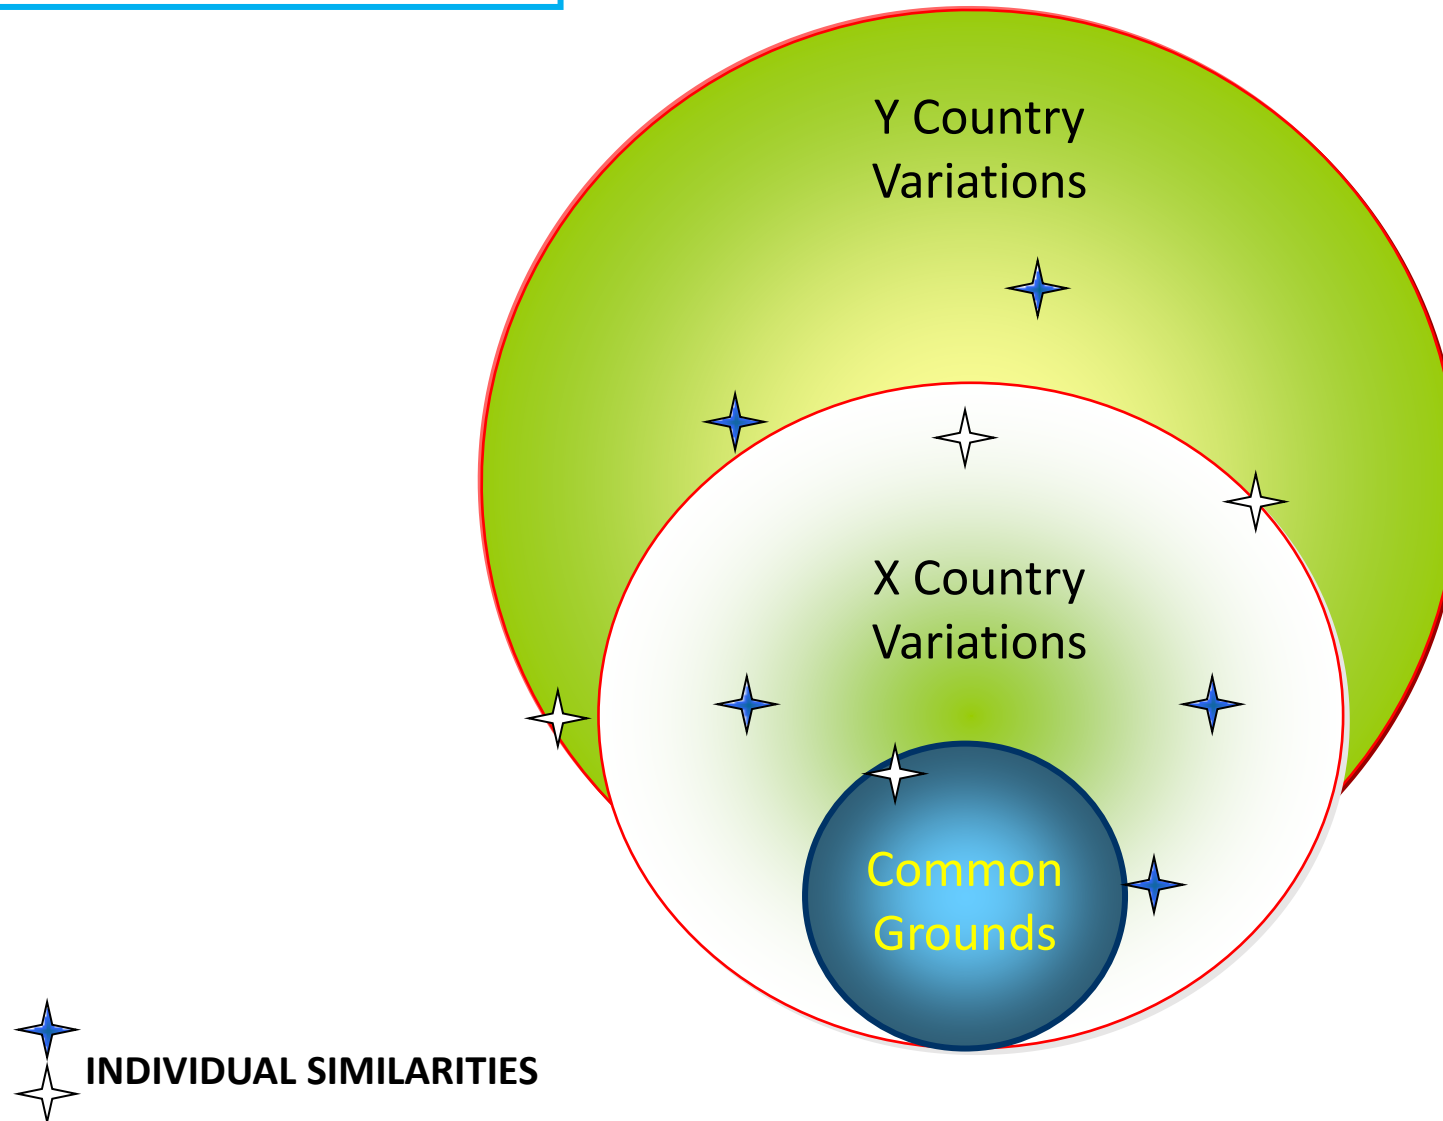 Y Country
Variations
X Country
Variations
Common
Grounds
INDIVIDUAL SIMILARITIES